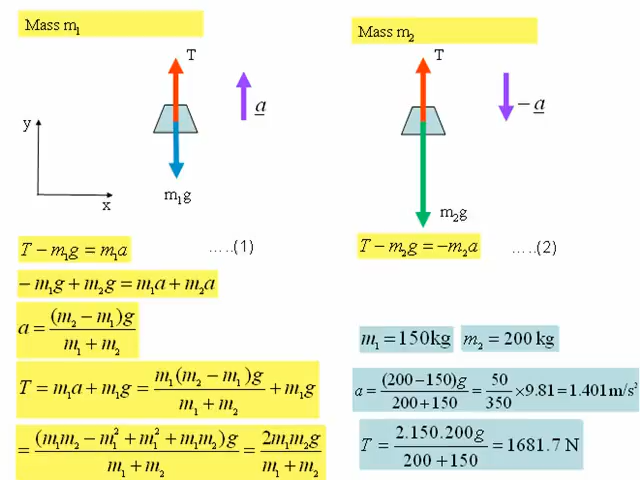 Mass m₁
Mass m₂
T
a
y
x
m₁g
T
−a
m₂g
T − m₁g = m₁a …..(1)
T − m₂g = −m₂a …..(2)
−m₁g + m₂g = m₁a + m₂a
a = (m₂ − m₁)g / m₁ + m₂
T = m₁a + m₁g = m₁(m₂ − m₁)g / m₁ + m₂ + m₁g
= (m₁m₂ − m₁² + m₁² + m₁m₂)g / m₁ + m₂ = 2m₁m₂g / m₁ + m₂
m₁ = 150kg m₂ = 200 kg
a = (200−150)g / 200+150 = 50 / 350 × 9.81 = 1.401 m/s²
T = 2.150.200g / 200 + 150 = 1681.7 N